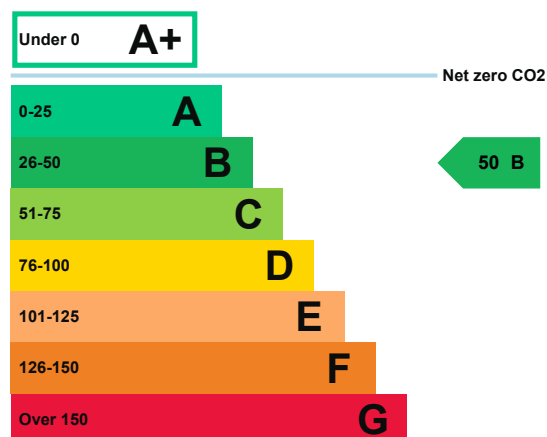 Under 0 A+
Net zero CO2
0-25 A
26-50 B
50 B
51-75 C
76-100 D
101-125 E
126-150 F
Over 150 G